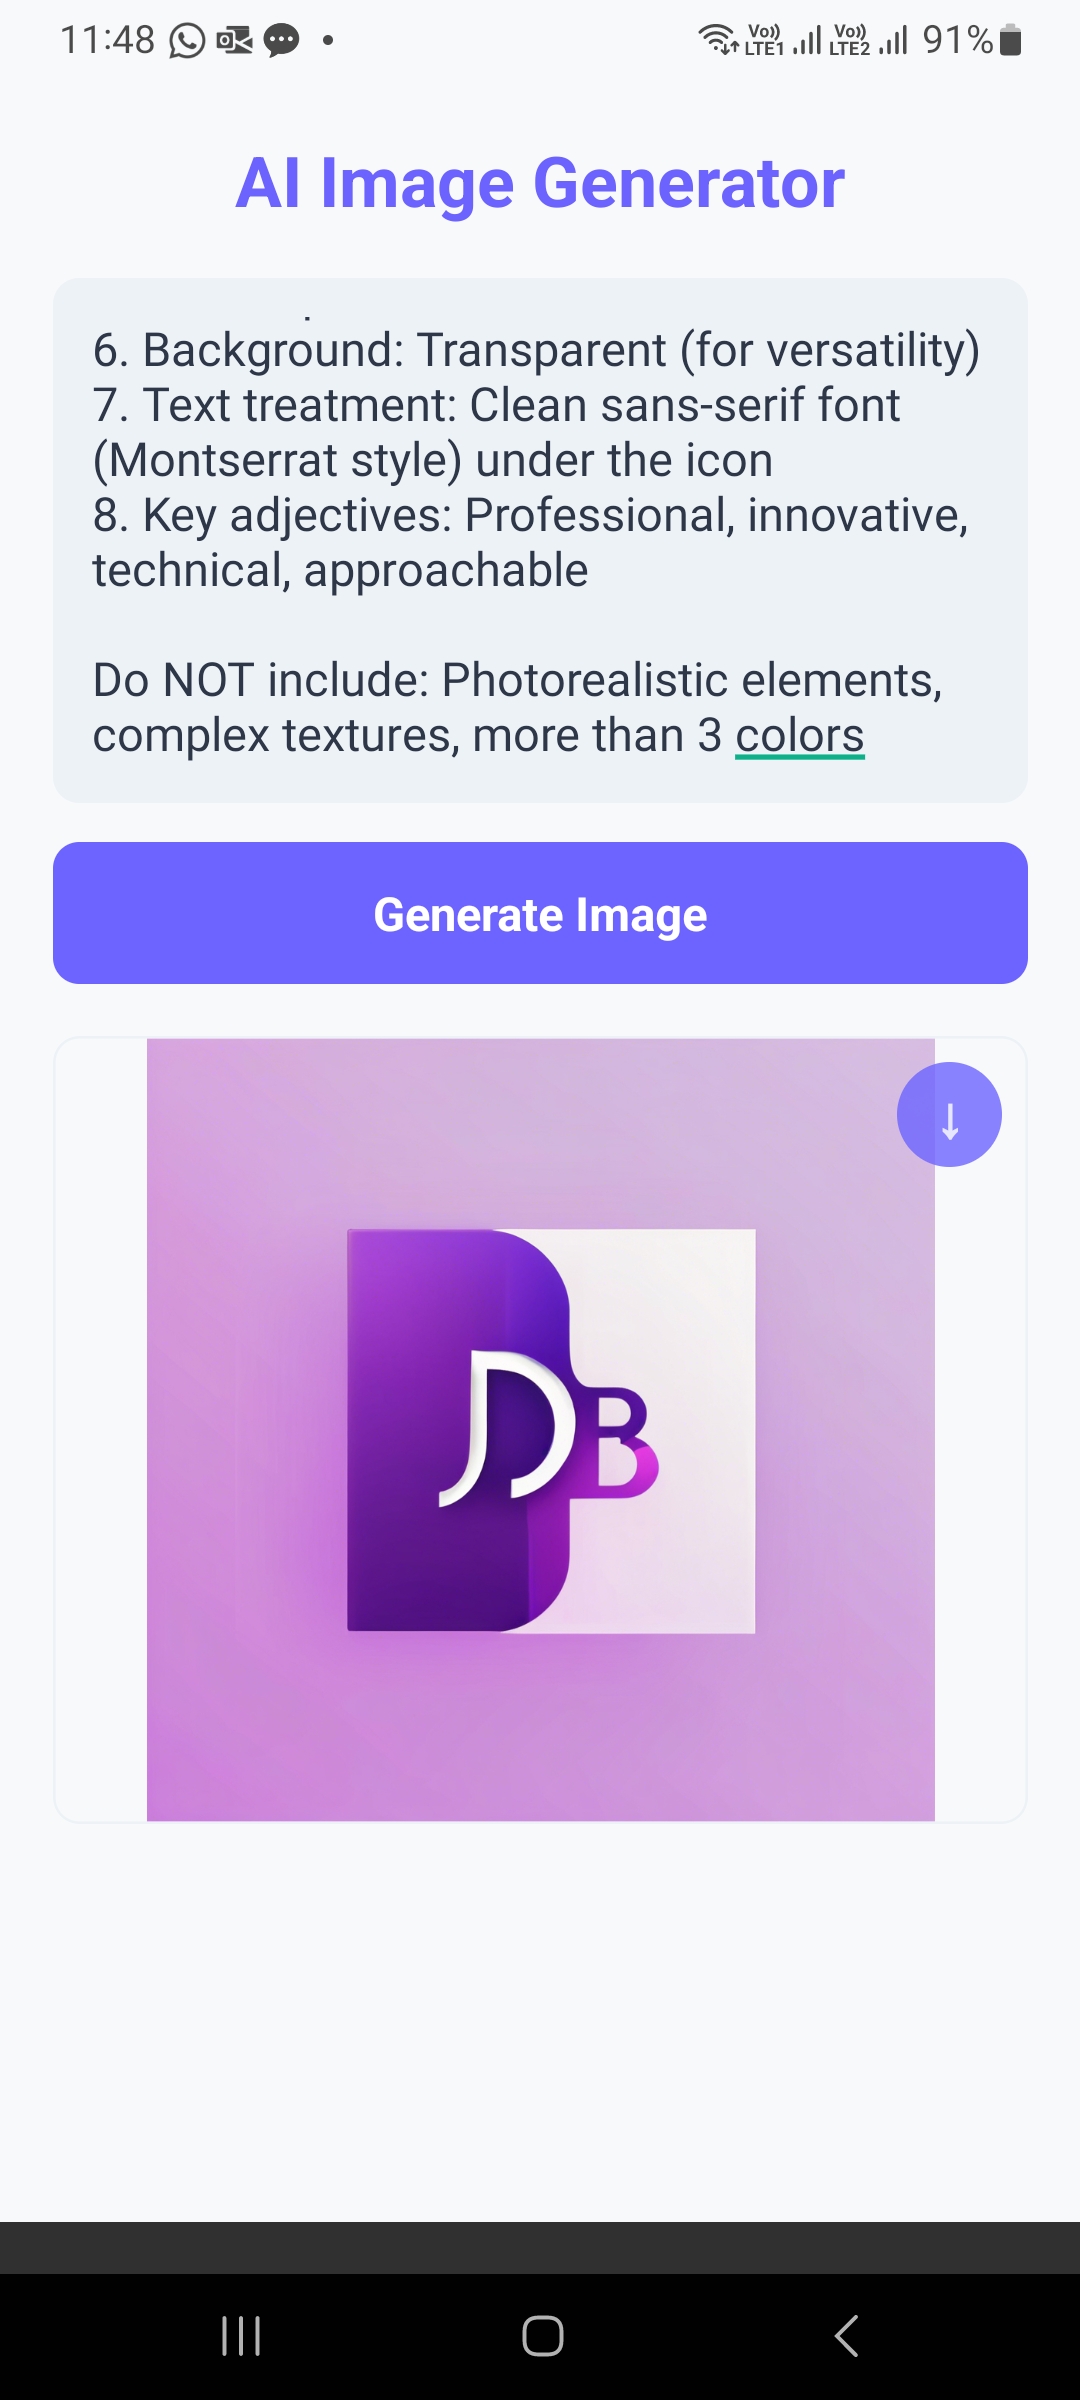 11:48
Vo)) LTE1
Vo)) LTE2
91%
AI Image Generator
6. Background: Transparent (for versatility)
7. Text treatment: Clean sans-serif font
(Montserrat style) under the icon
8. Key adjectives: Professional, innovative,
technical, approachable
Do NOT include: Photorealistic elements,
complex textures, more than 3 colors
Generate Image
JDB